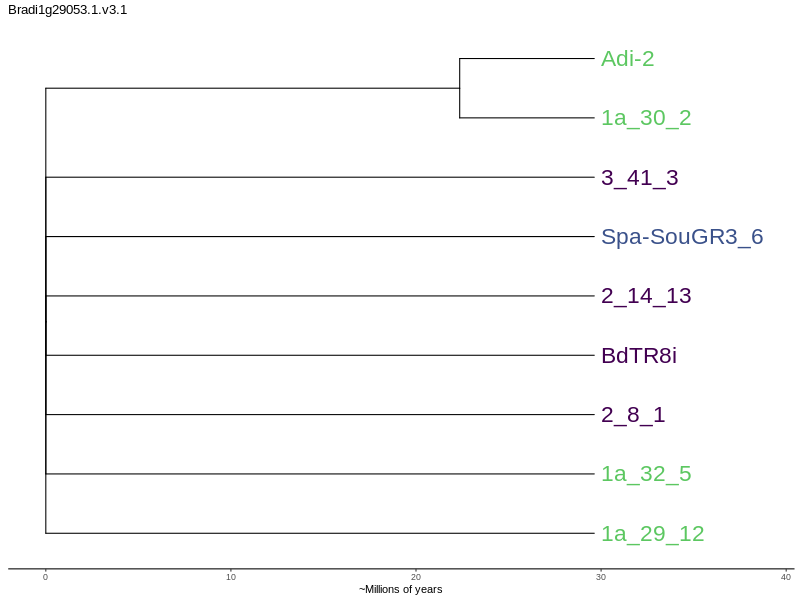 Bradi1g29053.1.v3.1
Adi-2
1a_30_2
3_41_3
Spa-SouGR3_6
2_14_13
BdTR8i
2_8_1
1a_32_5
1a_29_12
0 10 20 30 40
~Millions of years